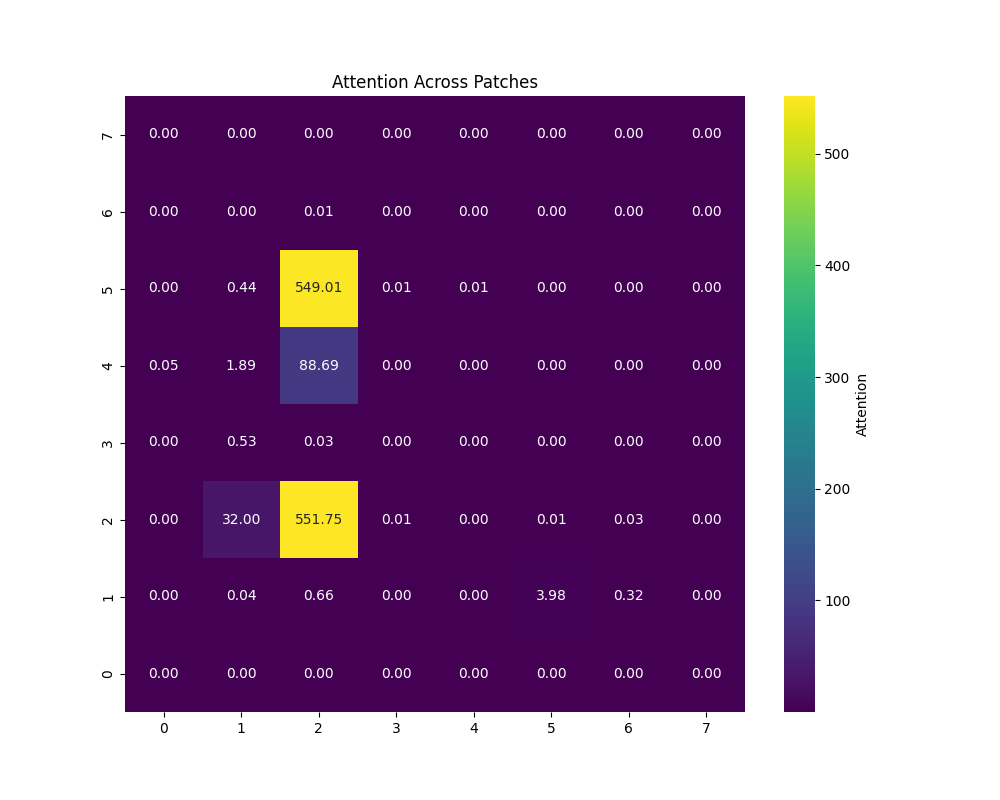 Attention Across Patches
7 0.00 0.00 0.00 0.00 0.00 0.00 0.00 0.00
6 0.00 0.00 0.01 0.00 0.00 0.00 0.00 0.00
5 0.00 0.44 549.01 0.01 0.01 0.00 0.00 0.00
4 0.05 1.89 88.69 0.00 0.00 0.00 0.00 0.00
3 0.00 0.53 0.03 0.00 0.00 0.00 0.00 0.00
2 0.00 32.00 551.75 0.01 0.00 0.01 0.03 0.00
1 0.00 0.04 0.66 0.00 0.00 3.98 0.32 0.00
0 0.00 0.00 0.00 0.00 0.00 0.00 0.00 0.00
0 1 2 3 4 5 6 7
500
400
300
200
100
Attention